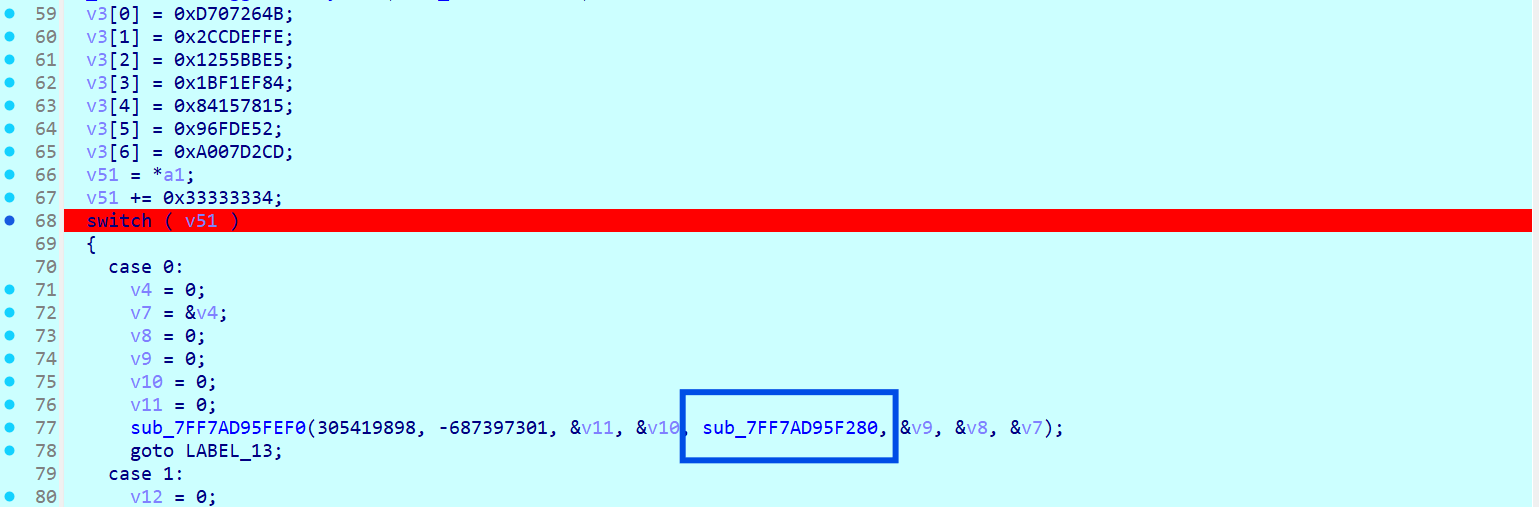 59 v3[0] = 0xD707264B;
60 v3[1] = 0x2CCDEFFE;
61 v3[2] = 0x1255BBE5;
62 v3[3] = 0x1BF1EF84;
63 v3[4] = 0x84157815;
64 v3[5] = 0x96FDE52;
65 v3[6] = 0xA007D2CD;
66 v51 = *a1;
67 v51 += 0x33333334;
68 switch ( v51 )
69 {
70 case 0:
71 v4 = 0;
72 v7 = &v4;
73 v8 = 0;
74 v9 = 0;
75 v10 = 0;
76 v11 = 0;
77 sub_7FF7AD95FEF0(305419898, -687397301, &v11, &v10, sub_7FF7AD95F280, &v9, &v8, &v7);
78 goto LABEL_13;
79 case 1:
80 v12 = 0;